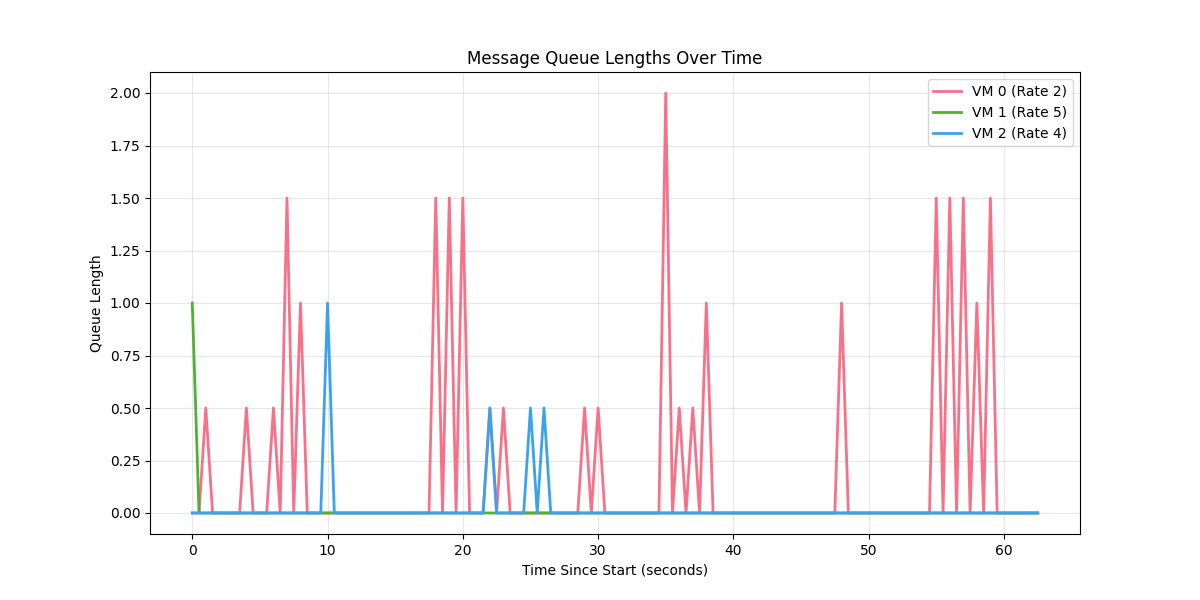 Message Queue Lengths Over Time
2.00
1.75
1.50
1.25
1.00
0.75
0.50
0.25
0.00
Queue Length
VM 0 (Rate 2)
VM 1 (Rate 5)
VM 2 (Rate 4)
0 10 20 30 40 50 60
Time Since Start (seconds)